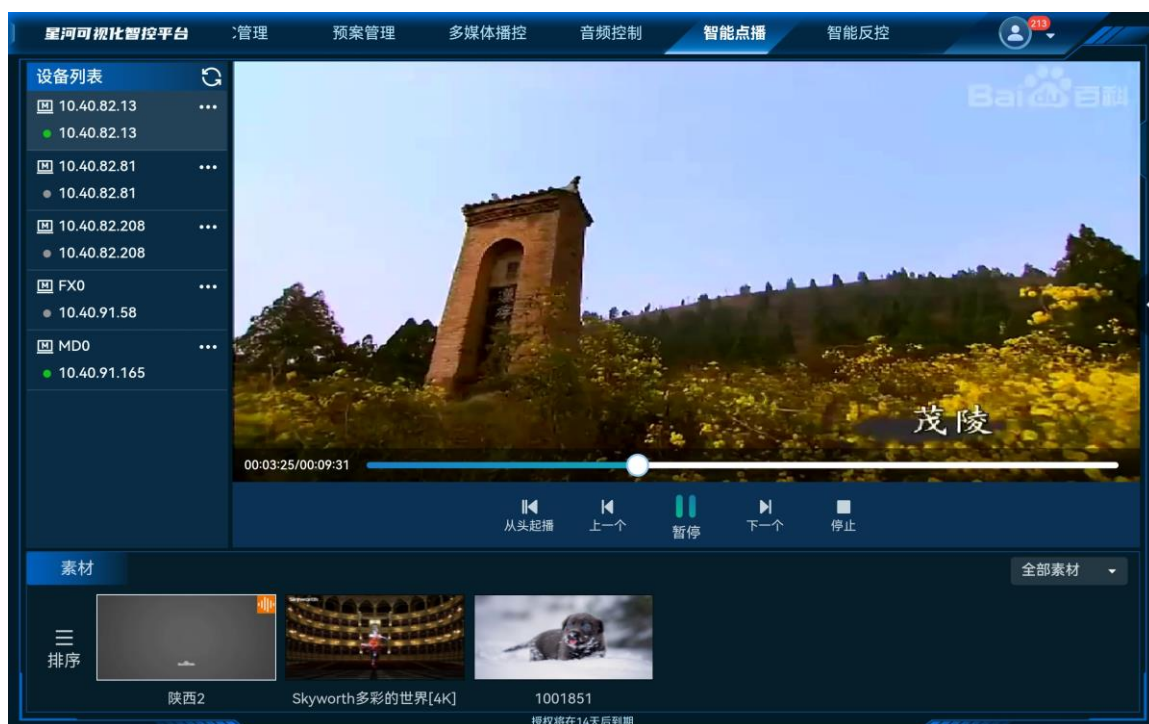 星河可视化智控平台
管理
预案管理
多媒体播控
音频控制
智能点播
智能反控
213
设备列表
M 10.40.82.13
10.40.82.13
M 10.40.82.81
10.40.82.81
M 10.40.82.208
10.40.82.208
M FX0
10.40.91.58
M MD0
10.40.91.165
Bai du 百科
茂陵
00:03:25/00:09:31
从头起播
上一个
暂停
下一个
停止
素材
全部素材
排序
陕西2
Skyworth多彩的世界[4K]
1001851
授权将在14天后到期